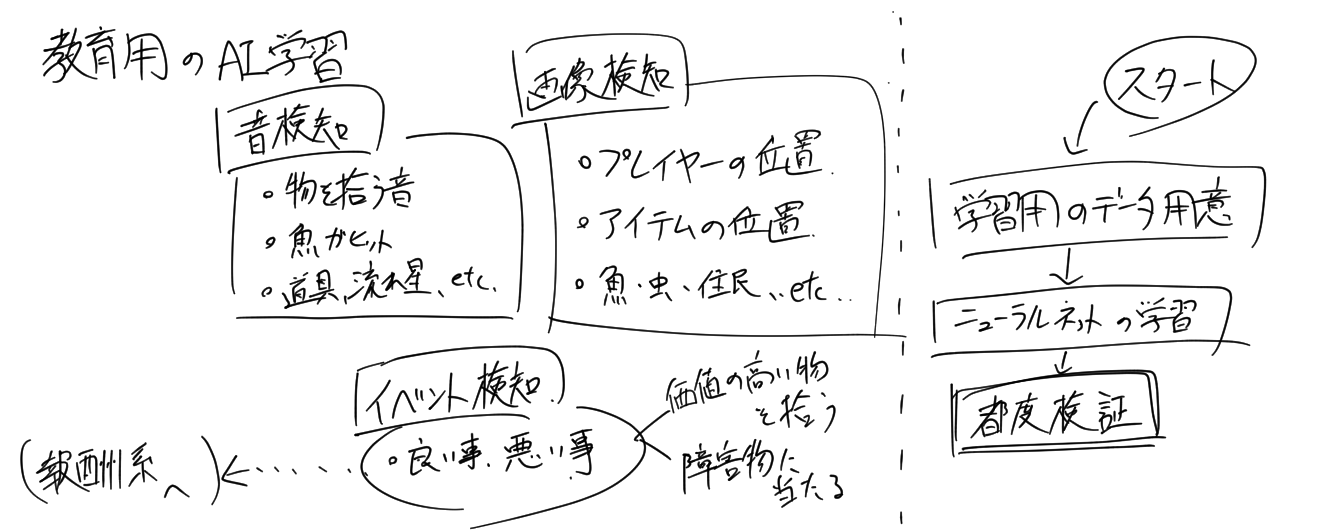 教育用のAI学習
音検知
・物を拾う音
・魚がヒット
・道具、流れ星、etc.
画像検知
・プレイヤーの位置
・アイテムの位置
・魚・虫・住民、、etc..
イベント検知
・良い事、悪い事
価値の高い物
を拾う
障害物に
当たる
(報酬系へ)
スタート
学習用のデータ用意
ニューラルネットの学習
都度検証